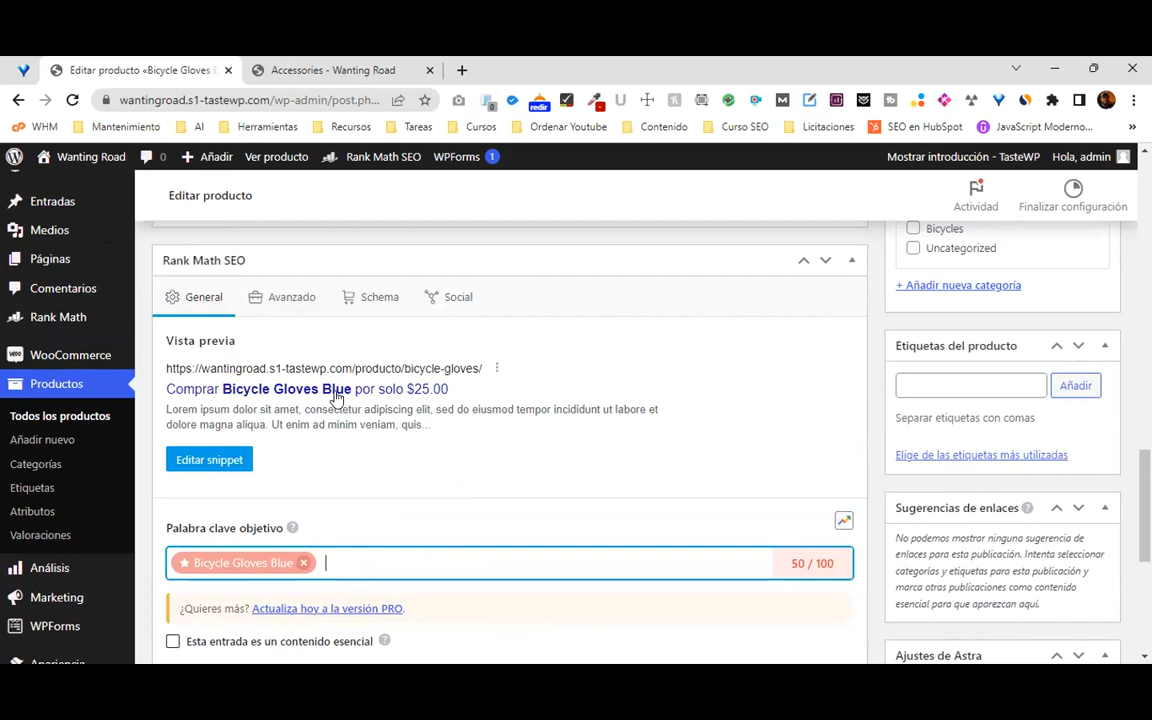 Editar producto «Bicycle Gloves B
Accessories - Wanting Road
wantingroad.s1-tastewp.com/wp-admin/post.ph...
0
redir
WHM
Mantenimiento
AI
Herramientas
Recursos
Tareas
Cursos
Ordenar Youtube
Contenido
Curso SEO
Licitaciones
SEO en HubSpot
JavaScript Moderno...
Wanting Road
0
Añadir
Ver producto
Rank Math SEO
WPForms 1
Mostrar introducción - TasteWP
Hola, admin
Entradas
Medios
Páginas
Comentarios
Rank Math
WooCommerce
Productos
Todos los productos
Añadir nuevo
Categorías
Etiquetas
Atributos
Valoraciones
Análisis
Marketing
WPForms
Apariencia
Editar producto
Actividad
Finalizar configuración
Rank Math SEO
General
Avanzado
Schema
Social
Vista previa
https://wantingroad.s1-tastewp.com/producto/bicycle-gloves/
Comprar Bicycle Gloves Blue por solo $25.00
Lorem ipsum dolor sit amet, consectetur adipiscing elit, sed do eiusmod tempor incididunt ut labore et
dolore magna aliqua. Ut enim ad minim veniam, quis...
Editar snippet
Palabra clave objetivo
Bicycle Gloves Blue
50 / 100
¿Quieres más? Actualiza hoy a la versión PRO.
Esta entrada es un contenido esencial
Bicycles
Uncategorized
+ Añadir nueva categoría
Etiquetas del producto
Añadir
Separar etiquetas con comas
Elige de las etiquetas más utilizadas
Sugerencias de enlaces
No podemos mostrar ninguna sugerencia de
enlaces para esta publicación. Intenta seleccionar
categorías y etiquetas para esta publicación y
marca otras publicaciones como contenido
esencial para que aparezcan aquí.
Ajustes de Astra